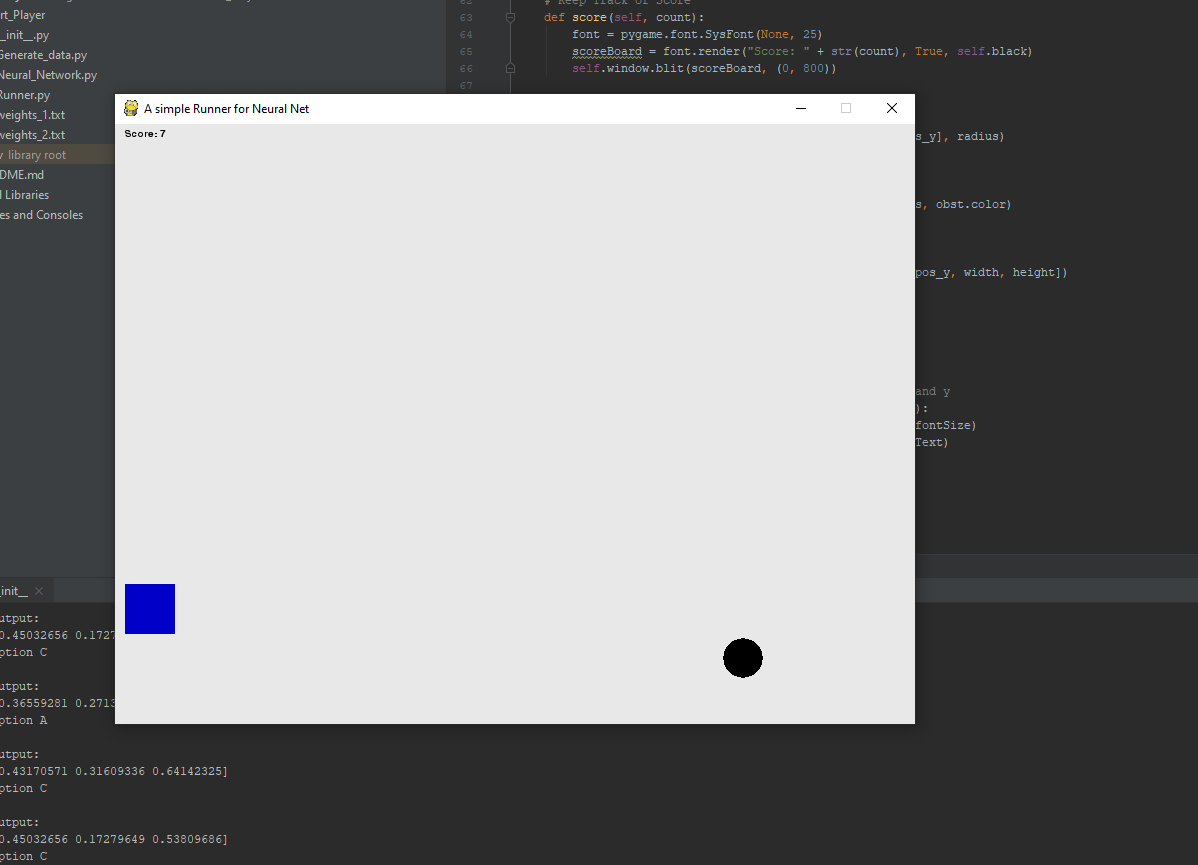 rt_Player
_init__.py
Generate_data.py
Neural_Network.py
Runner.py
weights_1.txt
weights_2.txt
v library root
DME.md
l Libraries
es and Consoles
62 # Keep Track of Score
63 def score(self, count):
64 font = pygame.font.SysFont(None, 25)
65 scoreBoard = font.render("Score: " + str(count), True, self.black)
66 self.window.blit(scoreBoard, (0, 800))
67
A simple Runner for Neural Net
Score: 7
s_y], radius)
s, obst.color)
pos_y, width, height])
and y
):
fontSize)
Text)
init__
utput:
0.45032656 0.1727
ption C
utput:
0.36559281 0.2713
ption A
utput:
0.43170571 0.31609336 0.64142325]
ption C
utput:
0.45032656 0.17279649 0.53809686]
ption C